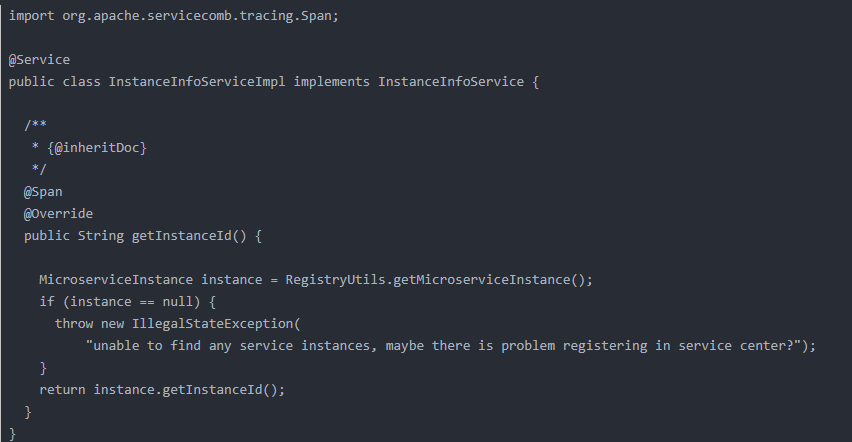 import org.apache.servicecomb.tracing.Span;
@Service
public class InstanceInfoServiceImpl implements InstanceInfoService {
/**
* {@inheritDoc}
*/
@Span
@Override
public String getInstanceId() {
MicroserviceInstance instance = RegistryUtils.getMicroserviceInstance();
if (instance == null) {
throw new IllegalStateException(
"unable to find any service instances, maybe there is problem registering in service center?");
}
return instance.getInstanceId();
}
}